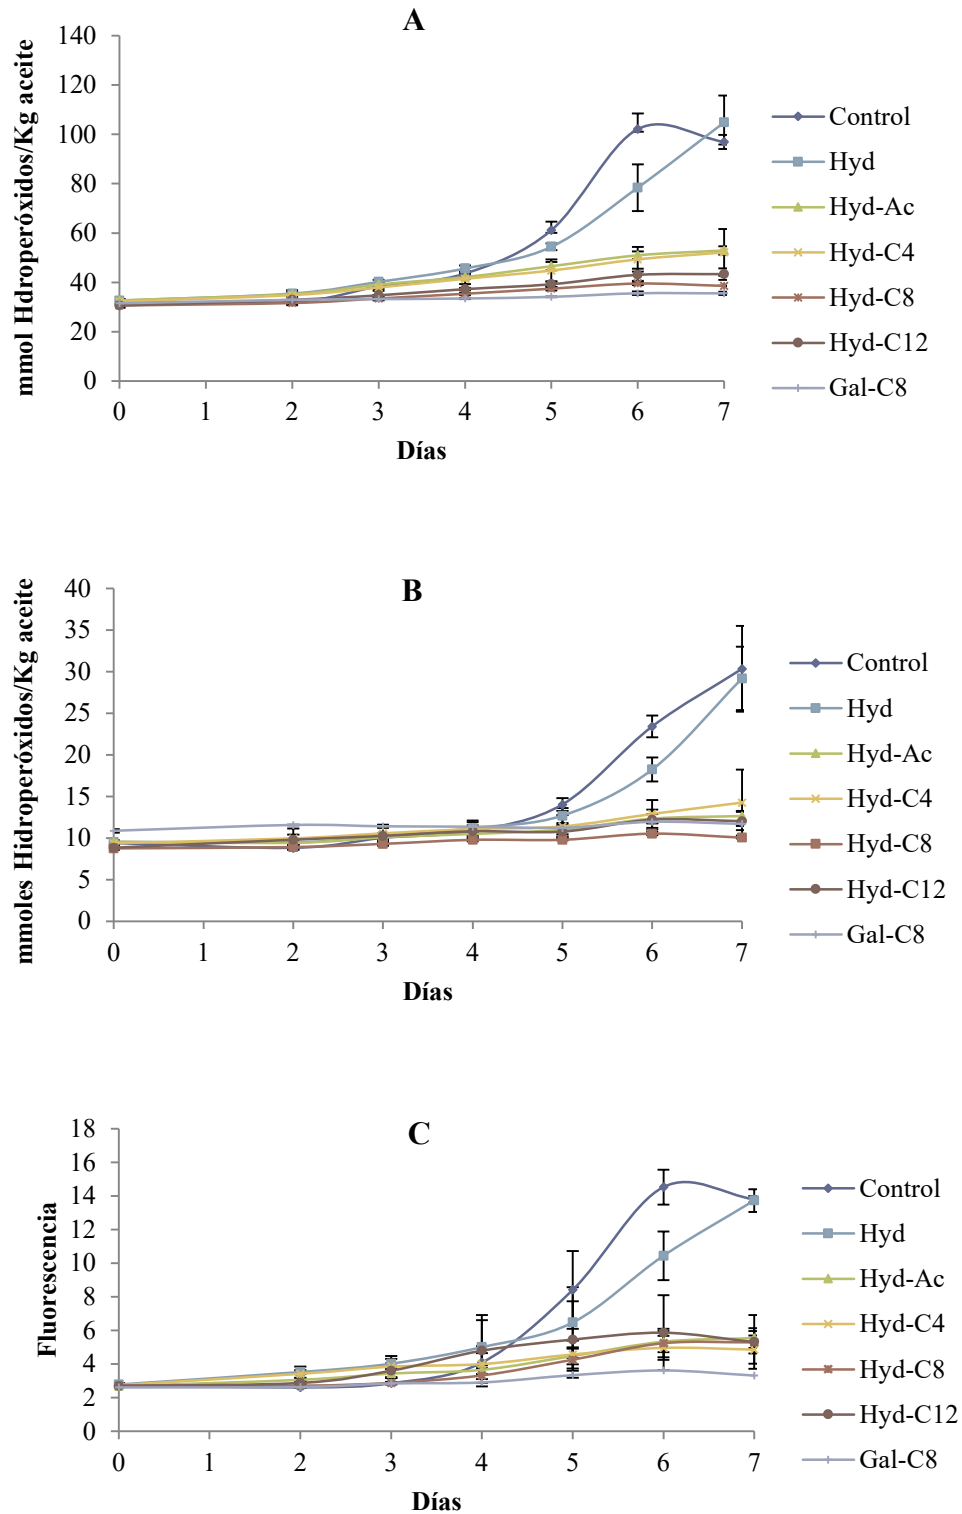 A
mmol Hdroperóxidos/Kg aceite
140
120
100
80
60
40
20
0
0 1 2 3 4 5 6 7
Días
Control
Hyd
Hyd-Ac
Hyd-C4
Hyd-C8
Hyd-C12
Gal-C8
B
mmoles Hidroperóxidos/Kg aceite
40
35
30
25
20
15
10
5
0
0 1 2 3 4 5 6 7
Días
Control
Hyd
Hyd-Ac
Hyd-C4
Hyd-C8
Hyd-C12
Gal-C8
C
Fluorescencia
18
16
14
12
10
8
6
4
2
0
0 1 2 3 4 5 6 7
Días
Control
Hyd
Hyd-Ac
Hyd-C4
Hyd-C8
Hyd-C12
Gal-C8